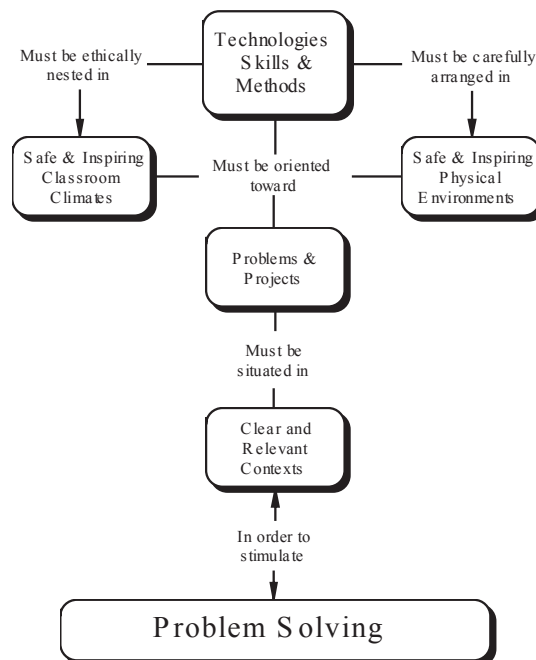 Technologies
Skills &
Methods
Must be ethically
nested in
Must be carefully
arranged in
Safe & Inspiring
Classroom
Climates
Must be oriented
toward
Safe & Inspiring
Physical
Environments
Problems &
Projects
Must be
situated in
Clear and
Relevant
Contexts
In order to
stimulate
Problem Solving